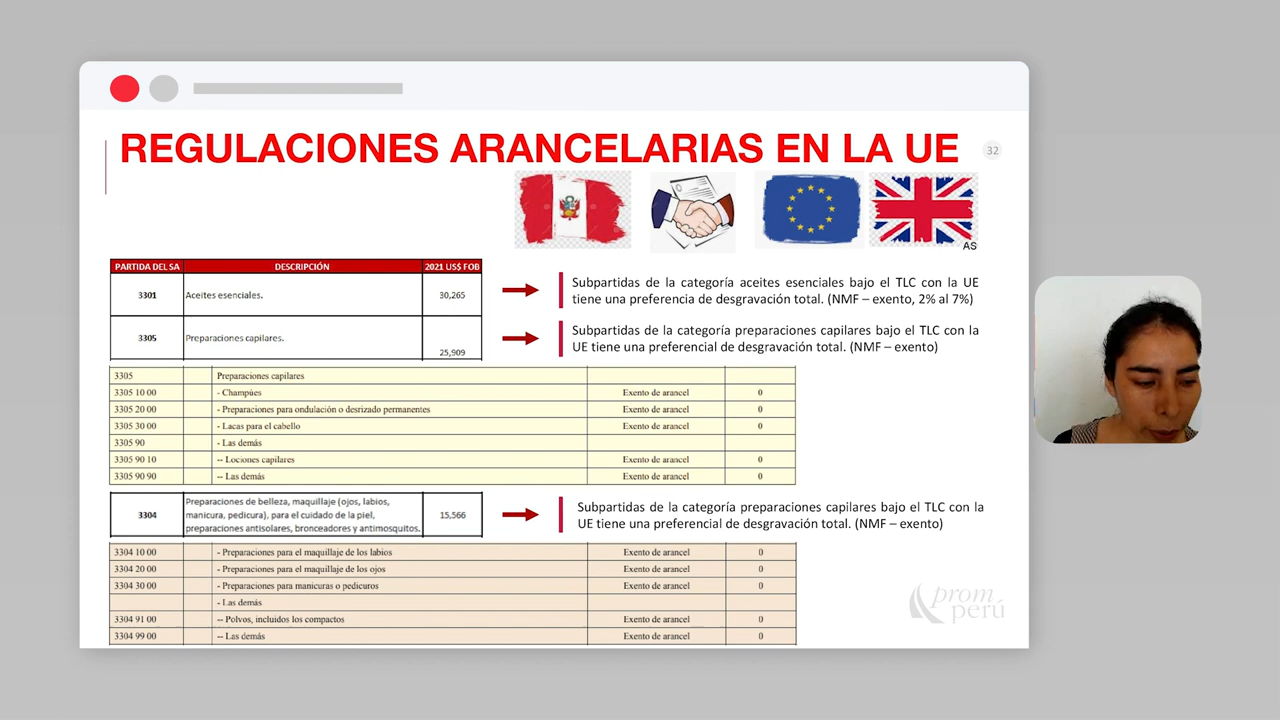 REGULACIONES ARANCELARIAS EN LA UE
32
AS
PARTIDA DEL SA DESCRIPCIÓN 2021 US$ FOB
3301 Aceites esenciales. 30,265
Subpartidas de la categoría aceites esenciales bajo el TLC con la UE
tiene una preferencia de desgravación total. (NMF – exento, 2% al 7%)
3305 Preparaciones capilares. 25,909
Subpartidas de la categoría preparaciones capilares bajo el TLC con la
UE tiene una preferencial de desgravación total. (NMF – exento)
3305 Preparaciones capilares
3305 10 00 - Champúes Exento de arancel 0
3305 20 00 - Preparaciones para ondulación o desrizado permanentes Exento de arancel 0
3305 30 00 - Lacas para el cabello Exento de arancel 0
3305 90 - Las demás
3305 90 10 -- Lociones capilares Exento de arancel 0
3305 90 90 -- Las demás Exento de arancel 0
3304 Preparaciones de belleza, maquillaje (ojos, labios,
manicura, pedicura), para el cuidado de la piel,
preparaciones antisolares, bronceadores y antimosquitos.
15,566
Subpartidas de la categoría preparaciones capilares bajo el TLC con la
UE tiene una preferencial de desgravación total. (NMF – exento)
3304 10 00 - Preparaciones para el maquillaje de los labios Exento de arancel 0
3304 20 00 - Preparaciones para el maquillaje de los ojos Exento de arancel 0
3304 30 00 - Preparaciones para manicuras o pedicuros Exento de arancel 0
- Las demás
3304 91 00 -- Polvos, incluidos los compactos Exento de arancel 0
3304 99 00 -- Las demás Exento de arancel 0
prom
perú